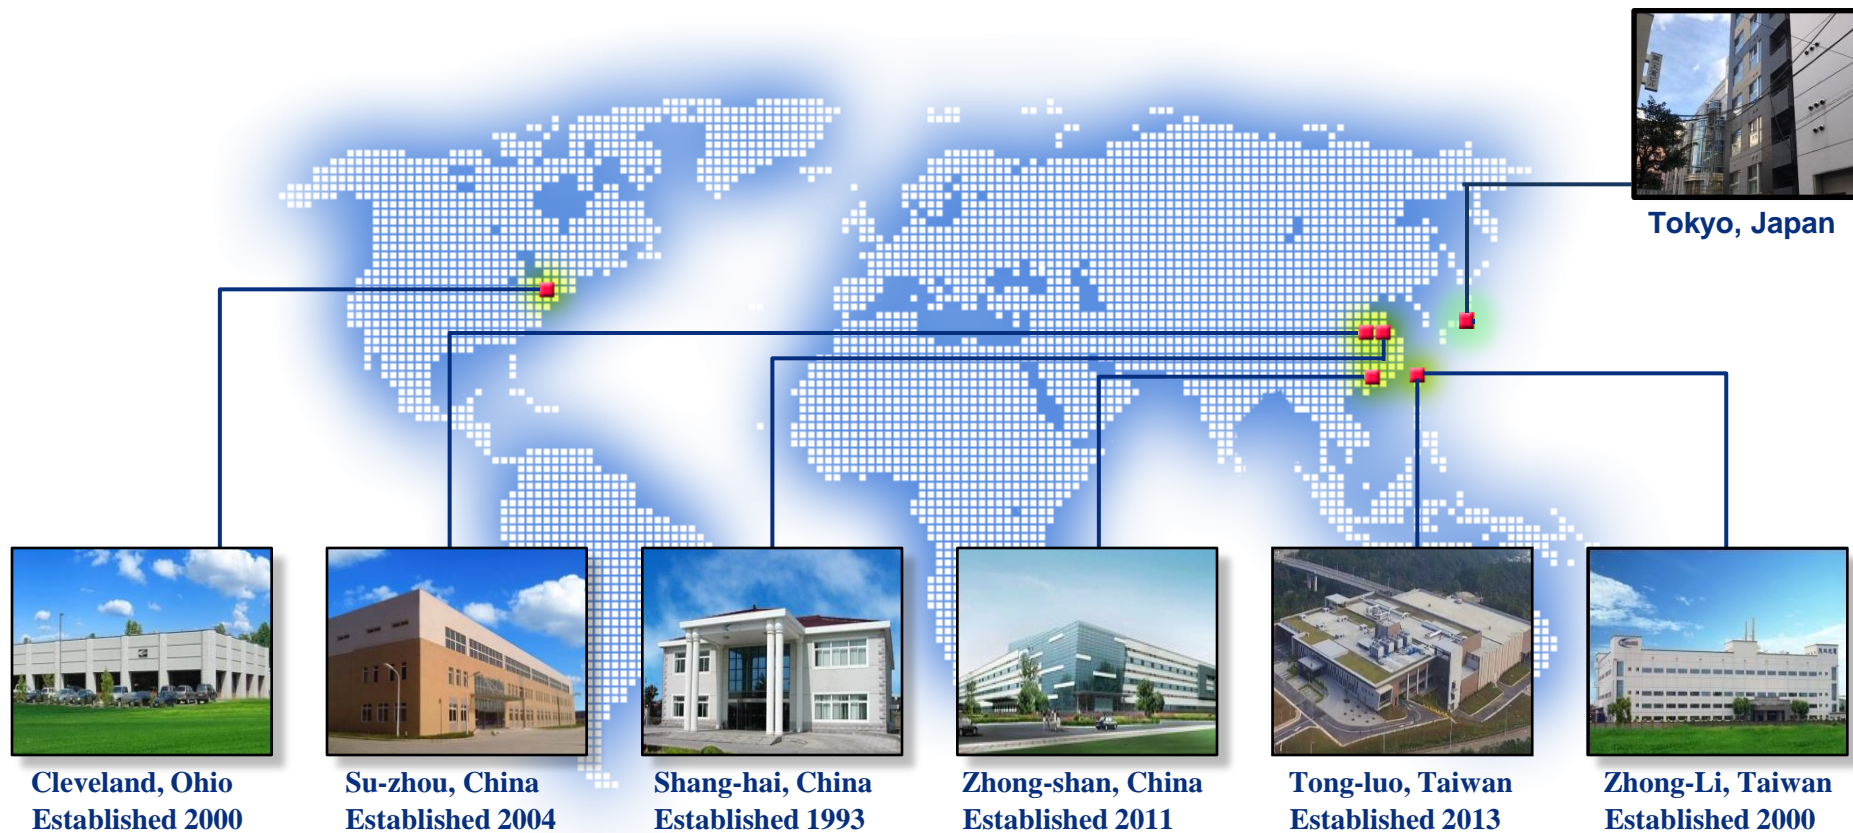 Tokyo, Japan
Cleveland, Ohio
Established 2000
Su-zhou, China
Established 2004
Shang-hai, China
Established 1993
Zhong-shan, China
Established 2011
Tong-luo, Taiwan
Established 2013
Zhong-Li, Taiwan
Established 2000